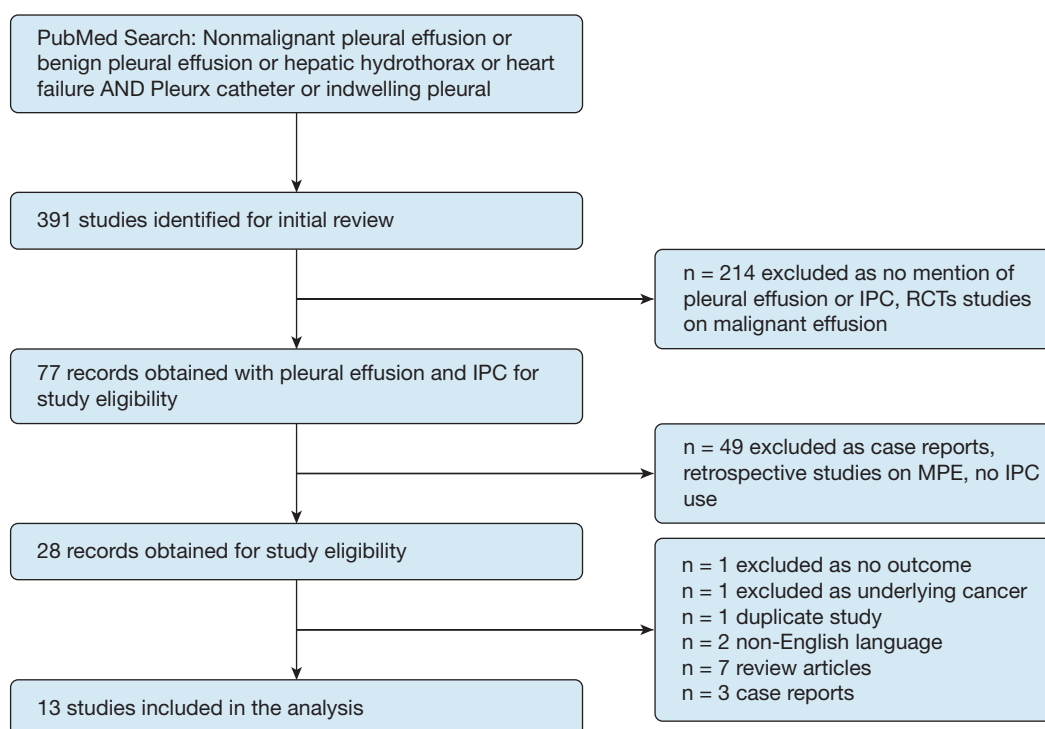 PubMed Search: Nonmalignant pleural effusion or
benign pleural effusion or hepatic hydrothorax or heart
failure AND Pleurx catheter or indwelling pleural
391 studies identified for initial review
n = 214 excluded as no mention of
pleural effusion or IPC, RCTs studies
on malignant effusion
77 records obtained with pleural effusion and IPC for
study eligibility
n = 49 excluded as case reports,
retrospective studies on MPE, no IPC
use
28 records obtained for study eligibility
n = 1 excluded as no outcome
n = 1 excluded as underlying cancer
n = 1 duplicate study
n = 2 non-English language
n = 7 review articles
n = 3 case reports
13 studies included in the analysis